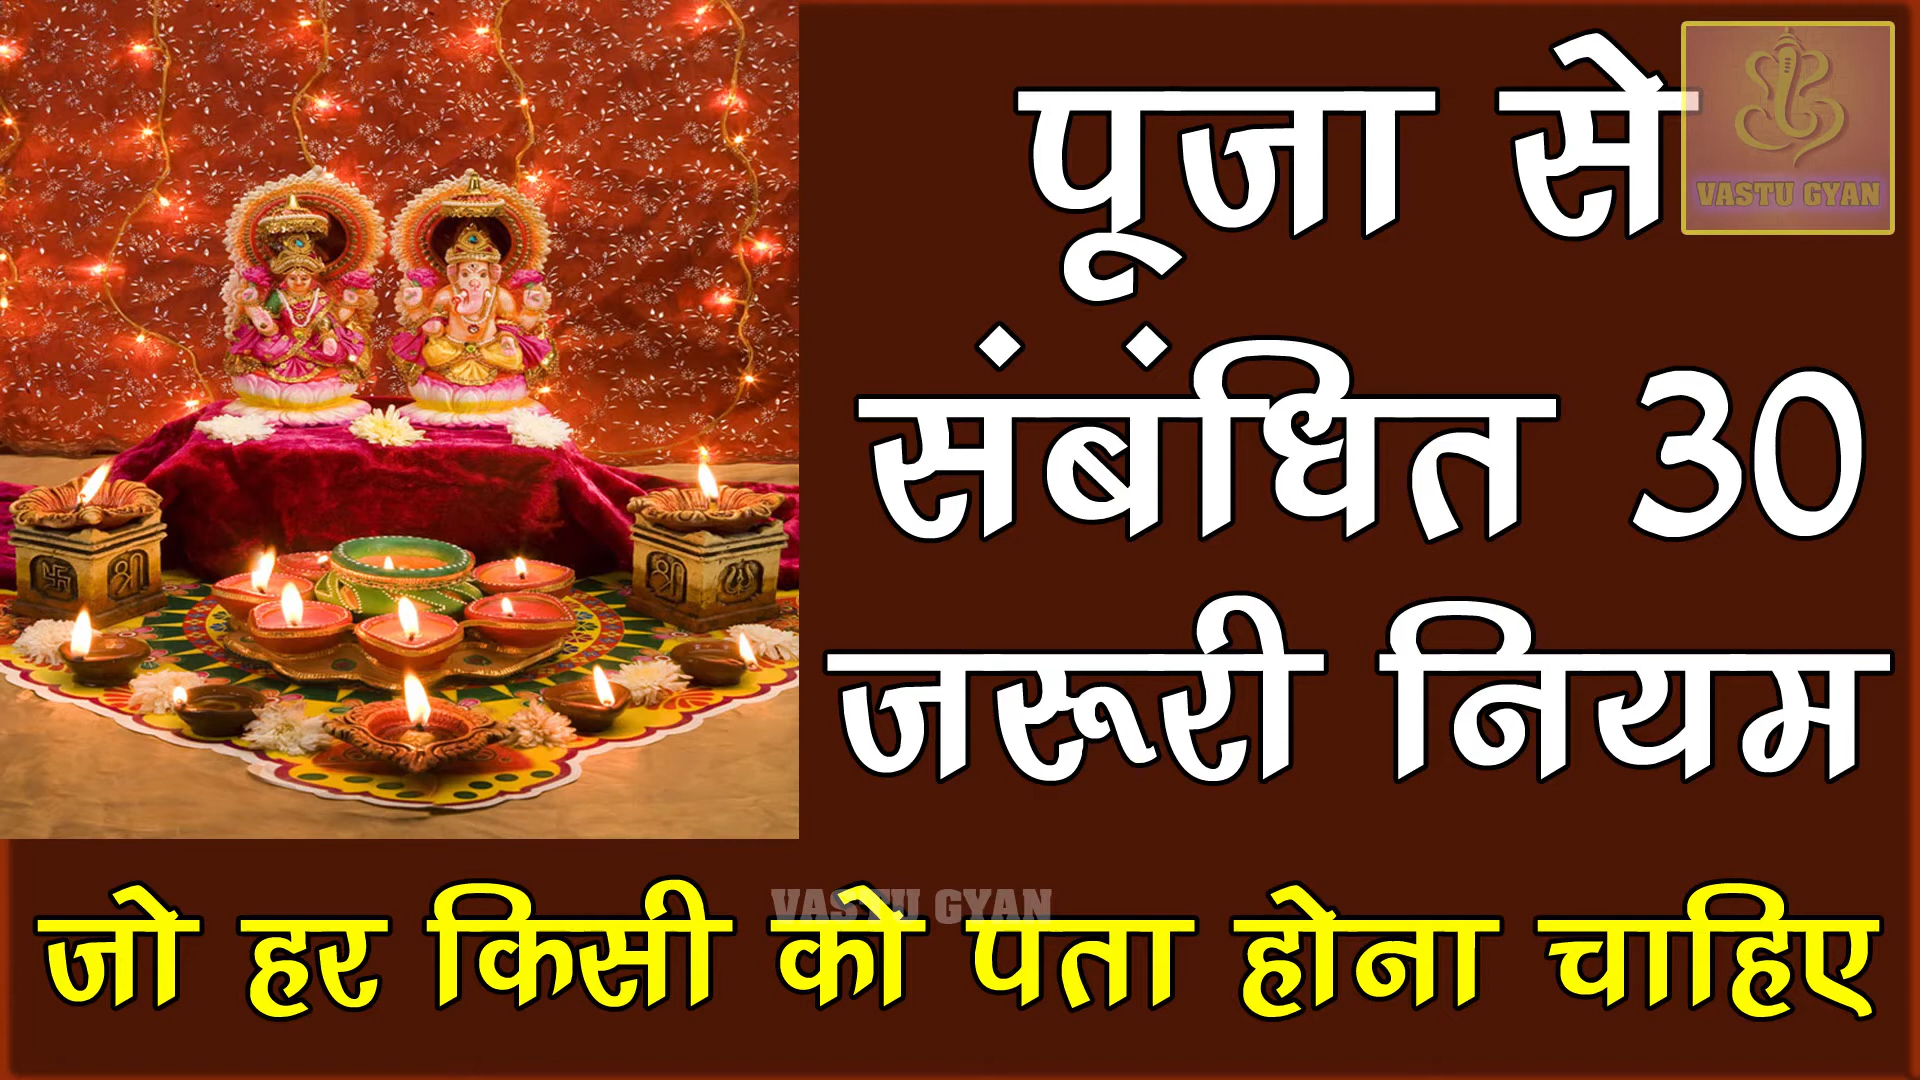 पूजा से
VASTU GYAN
संबंधित 30
जरूरी नियम
श्री
श्री
VASTU GYAN
जो हर किसी को पता होना चाहिए